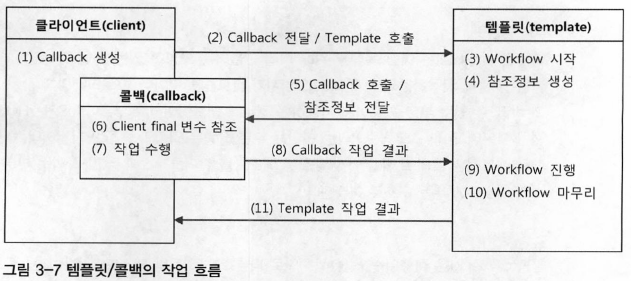 클라이언트(client)
(1) Callback 생성
(2) Callback 전달 / Template 호출
템플릿(template)
(3) Workflow 시작
(4) 참조정보 생성
콜백(callback)
(5) Callback 호출 /
참조정보 전달
(6) Client final 변수 참조
(7) 작업 수행
(8) Callback 작업 결과
(9) Workflow 진행
(10) Workflow 마무리
(11) Template 작업 결과
그림 3-7 템플릿/콜백의 작업 흐름